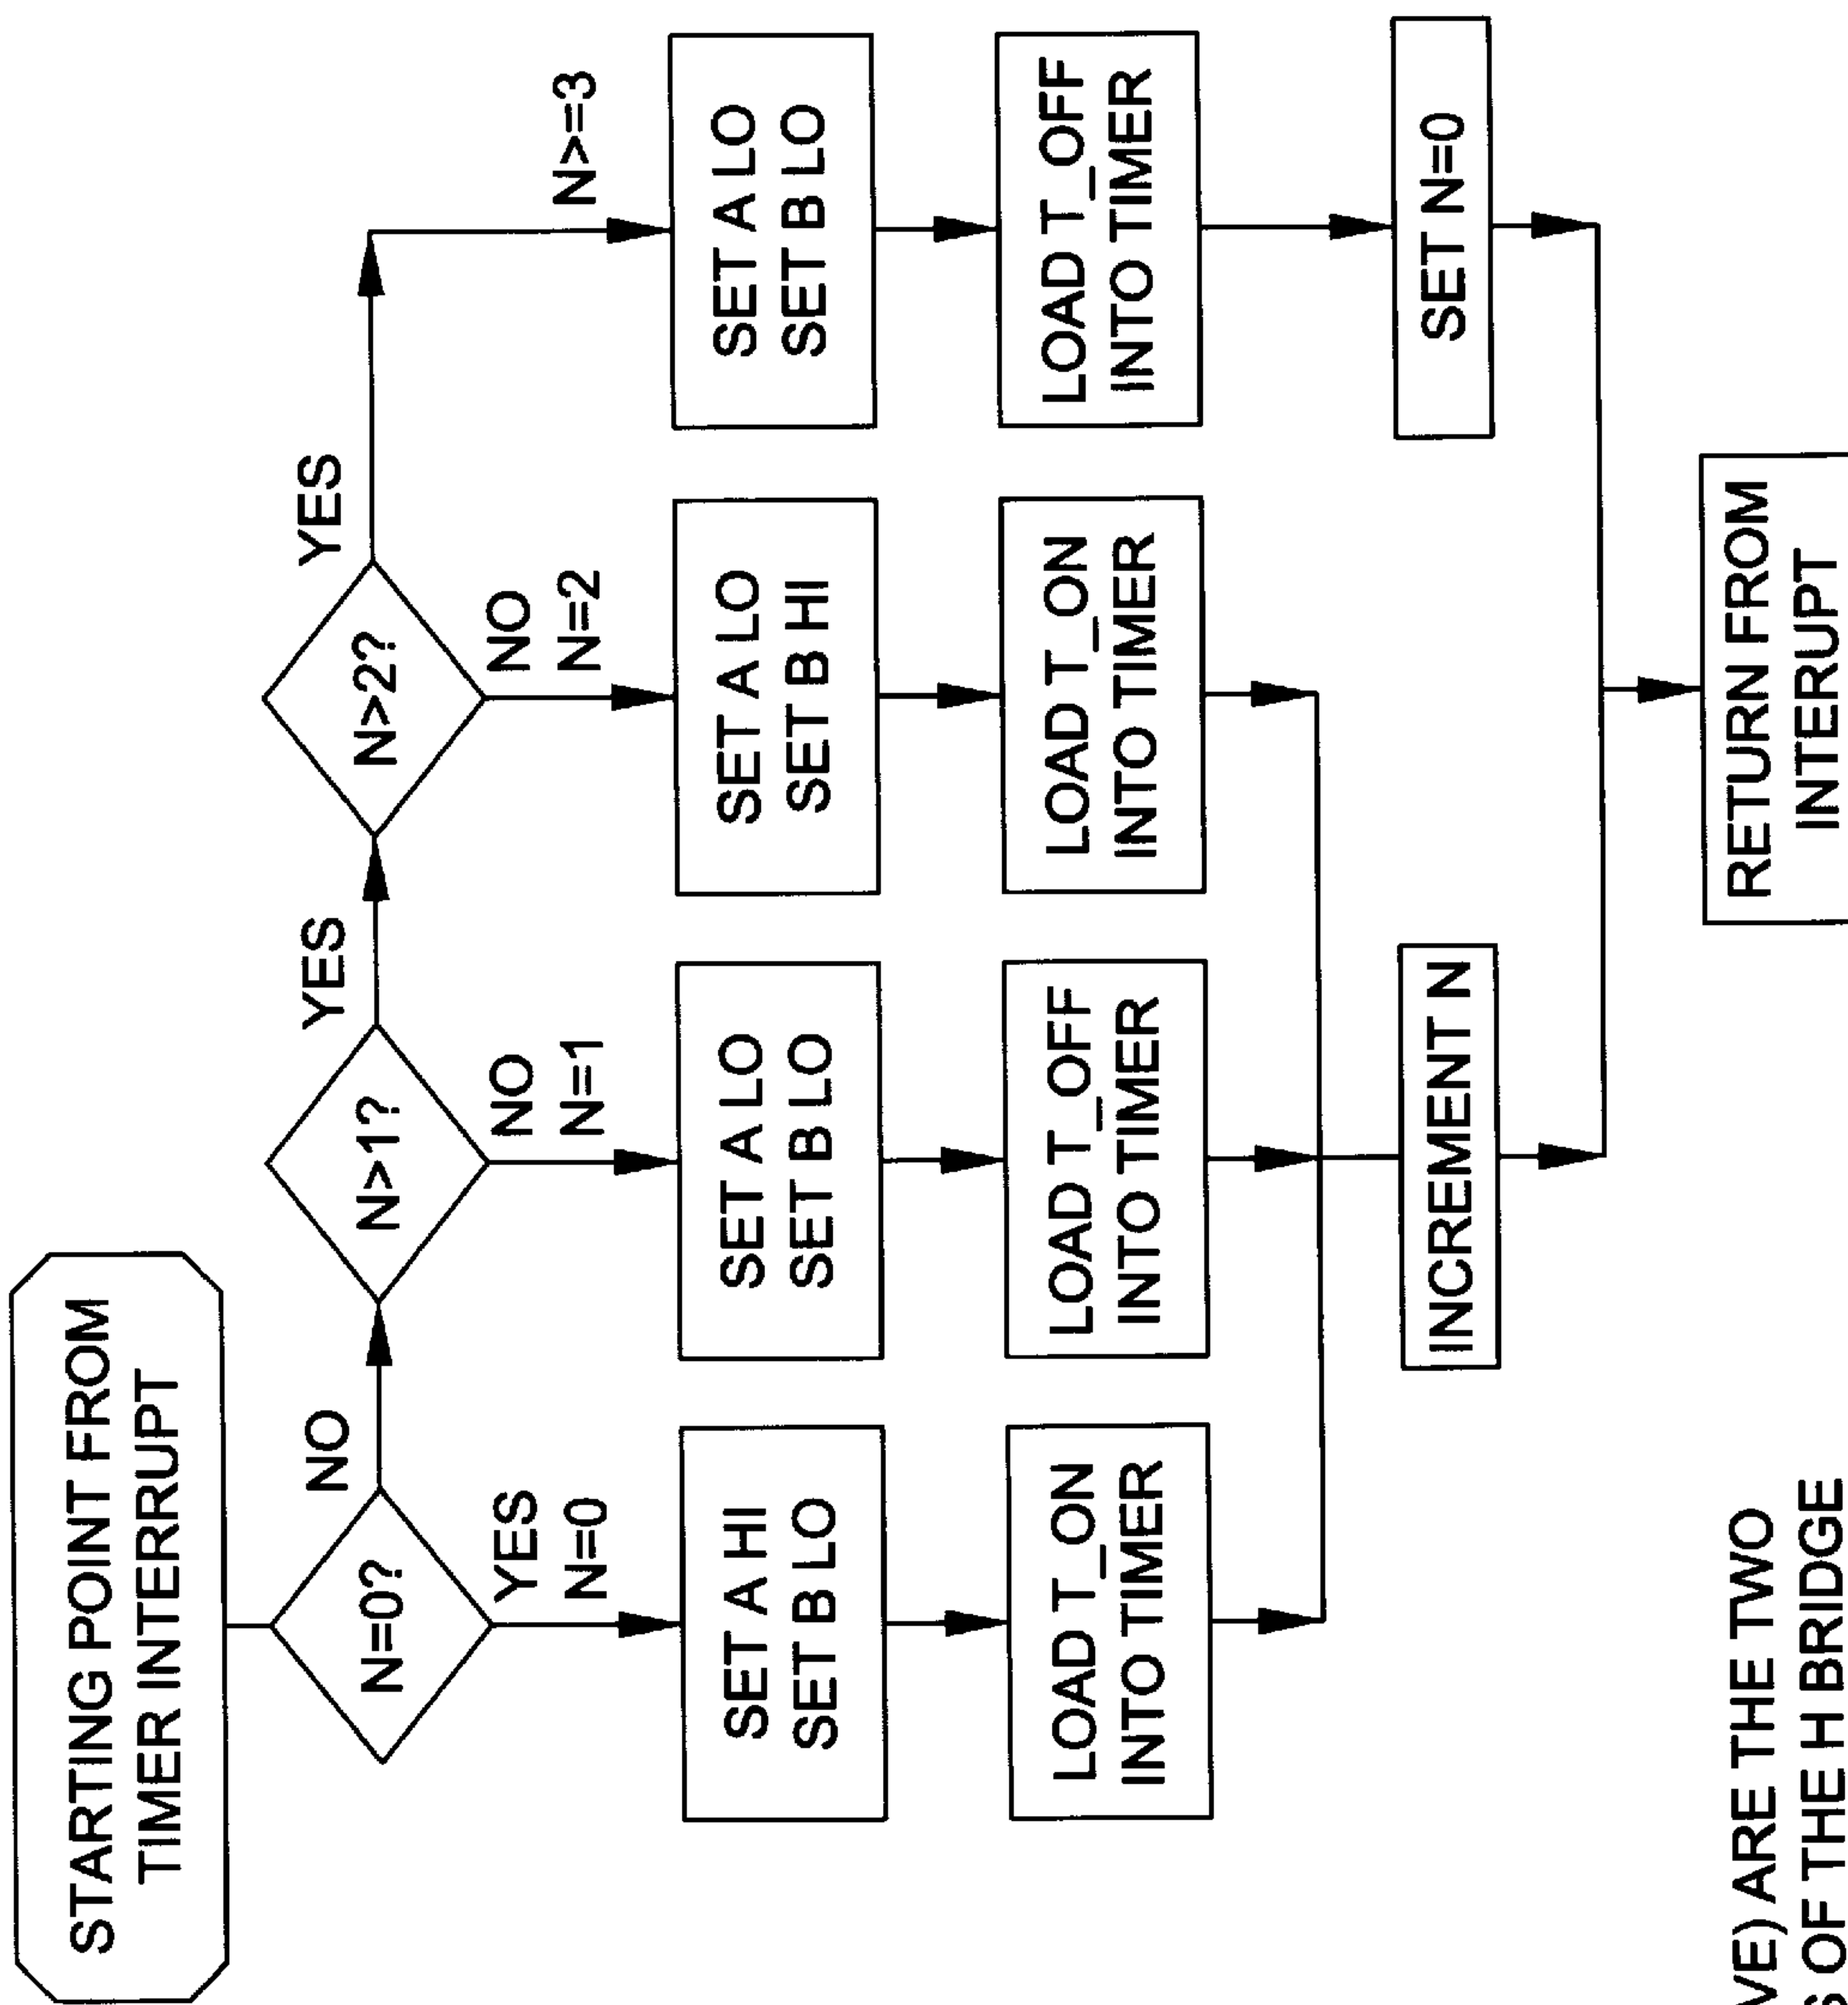 STARTING POINT FROM
TIMER INTERRUPT
N=0?
NO
N>1?
YES
N>2?
YES
YES
N=0
NO
N=1
NO
N=2
N>=3
SET A HI
SET B LO
SET A LO
SET B LO
SET A LO
SET B HI
SET A LO
SET B LO
LOAD T_ON
INTO TIMER
LOAD T_OFF
INTO TIMER
LOAD T_ON
INTO TIMER
LOAD T_OFF
INTO TIMER
INCREMENT N
SET N=0
RETURN FROM
INTERUPT
VE) ARE THE TWO
S OF THE H BRIDGE